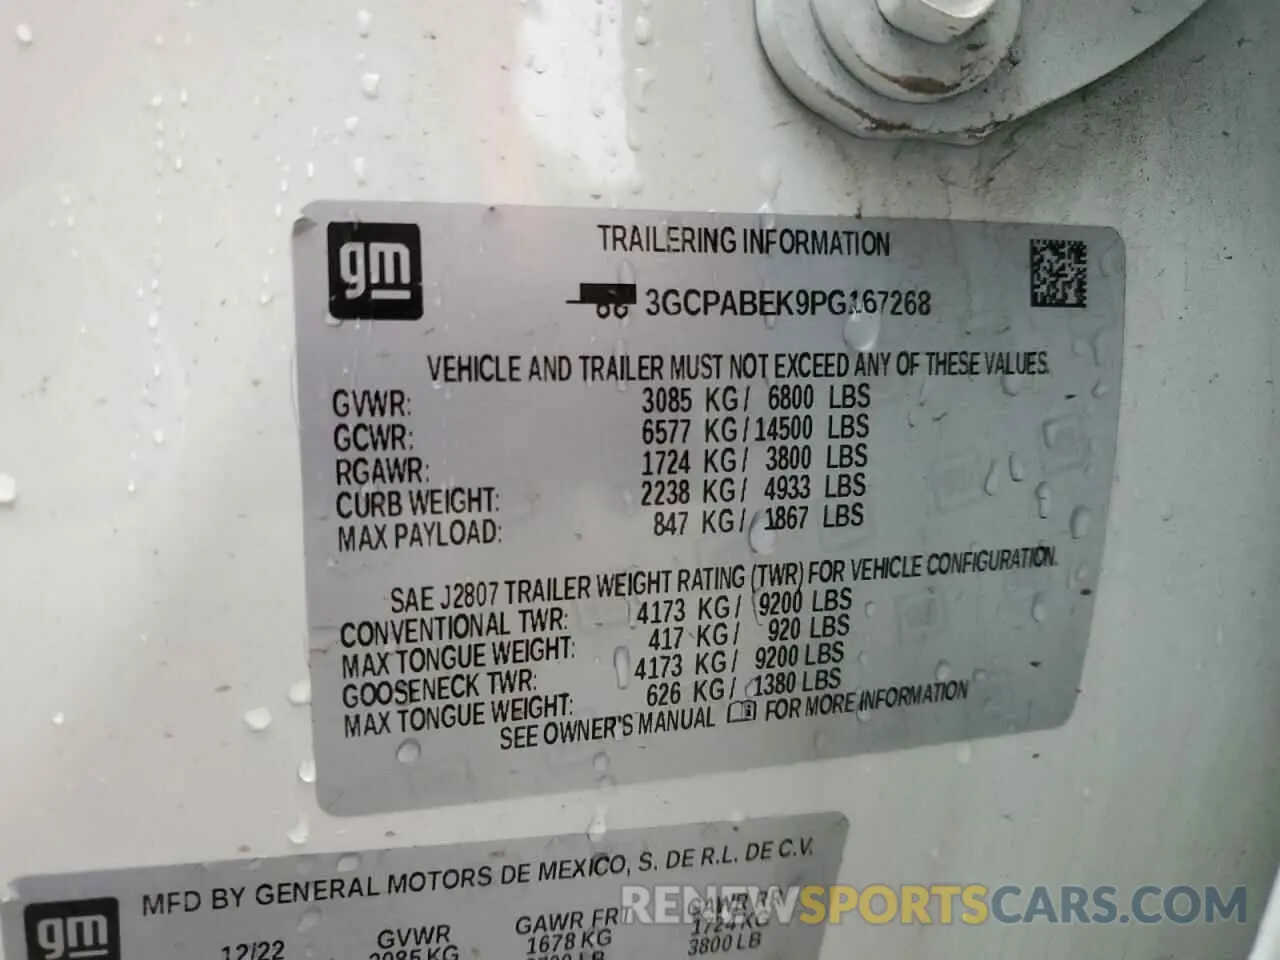 gm
TRAILERING INFORMATION
3GCPABEK9PG167268
VEHICLE AND TRAILER MUST NOT EXCEED ANY OF THESE VALUES.
GVWR: 3085 KG/ 6800 LBS
GCWR: 6577 KG/14500 LBS
RGAWR: 1724 KG/ 3800 LBS
CURB WEIGHT: 2238 KG/ 4933 LBS
MAX PAYLOAD: 847 KG/ 1867 LBS
SAE J2807 TRAILER WEIGHT RATING (TWR) FOR VEHICLE CONFIGURATION.
CONVENTIONAL TWR: 4173 KG/ 9200 LBS
MAX TONGUE WEIGHT: 417 KG/ 920 LBS
GOOSENECK TWR: 4173 KG/ 9200 LBS
MAX TONGUE WEIGHT: 626 KG/ 1380 LBS
SEE OWNER'S MANUAL FOR MORE INFORMATION
gm
MFD BY GENERAL MOTORS DE MEXICO, S. DE R.L. DE C.V.
12/22 GVWR GAWR FRT GAWR RR
3085 KG 1678 KG 1724 KG
3800 LB
RENEWSPORTSCARS.COM